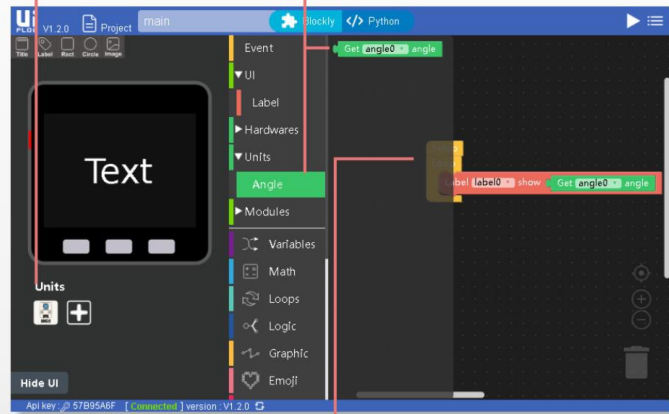 Ui
FLOW V1.2.0 Project main Blockly </> Python
Title Label Rect Circle Image
Event
Get angle0 angle
UI
Label
Hardwares
Units
Text
Label label0 show Get angle0 angle
Angle
Modules
Variables
Math
Units
Loops
Logic
Graphic
Hide UI
Emoji
Api key : 57B95A6F [ Connected ] version : V1.2.0